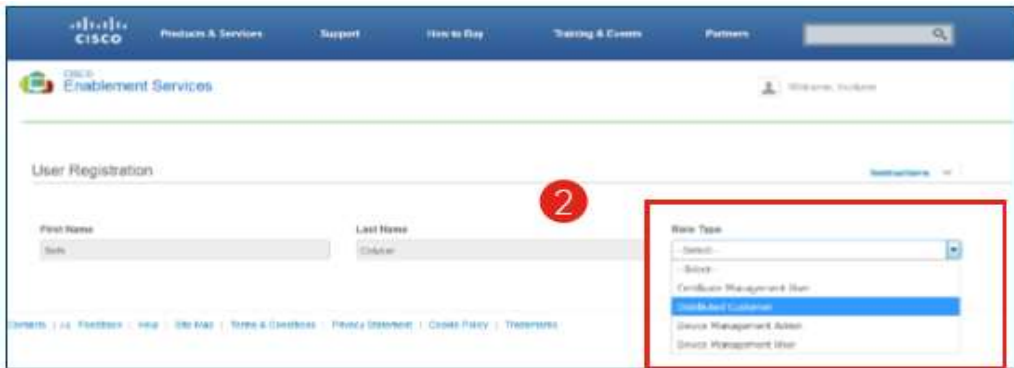 CISCO Products & Services Support How to Buy Training & Events Partners
CISCO
Enablement Services
Welcome,
User Registration
Instructions
2
First Name Last Name Role Type
- Select -
- Select -
Certificate Management User
Distributed Customer
Device Management Admin
Device Management User
Contacts | Feedback | Help | Site Map | Terms & Conditions | Privacy Statement | Cookie Policy | Trademarks